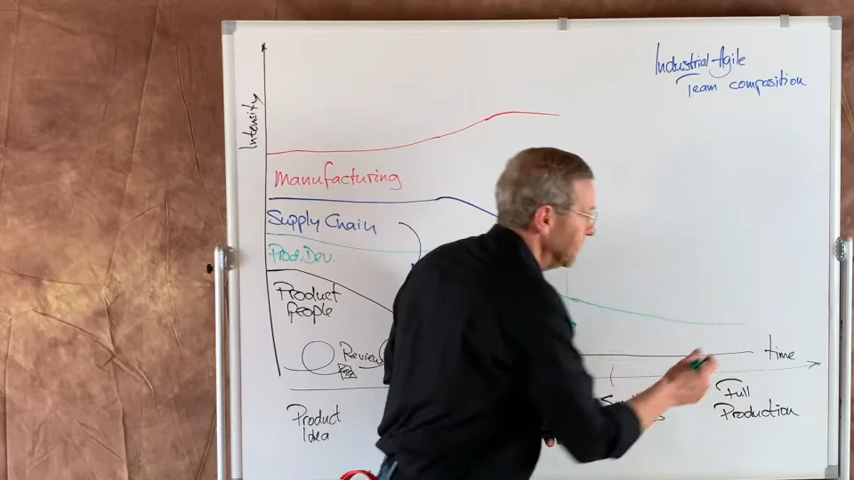 Industrial-Agile
Team composition
Intensity
Manufacturing
Supply Chain
Prod. Dev.
Product
People
Review
time
Product
Idea
Full
Production